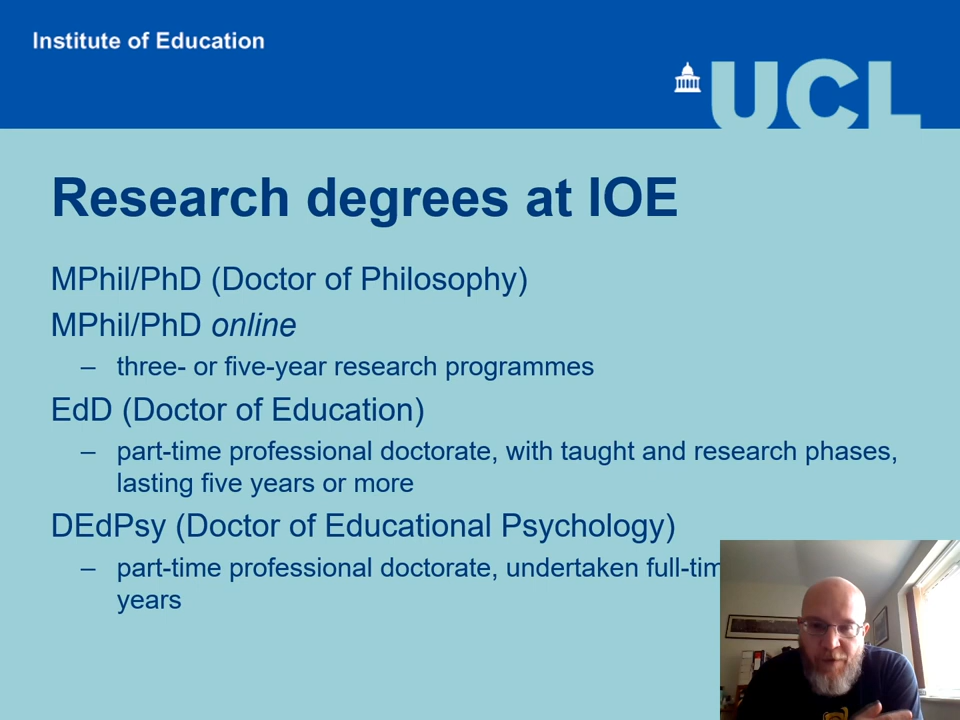 Institute of Education
UCL
Research degrees at IOE
MPhil/PhD (Doctor of Philosophy)
MPhil/PhD online
– three- or five-year research programmes
EdD (Doctor of Education)
– part-time professional doctorate, with taught and research phases,
lasting five years or more
DEdPsy (Doctor of Educational Psychology)
– part-time professional doctorate, undertaken
years